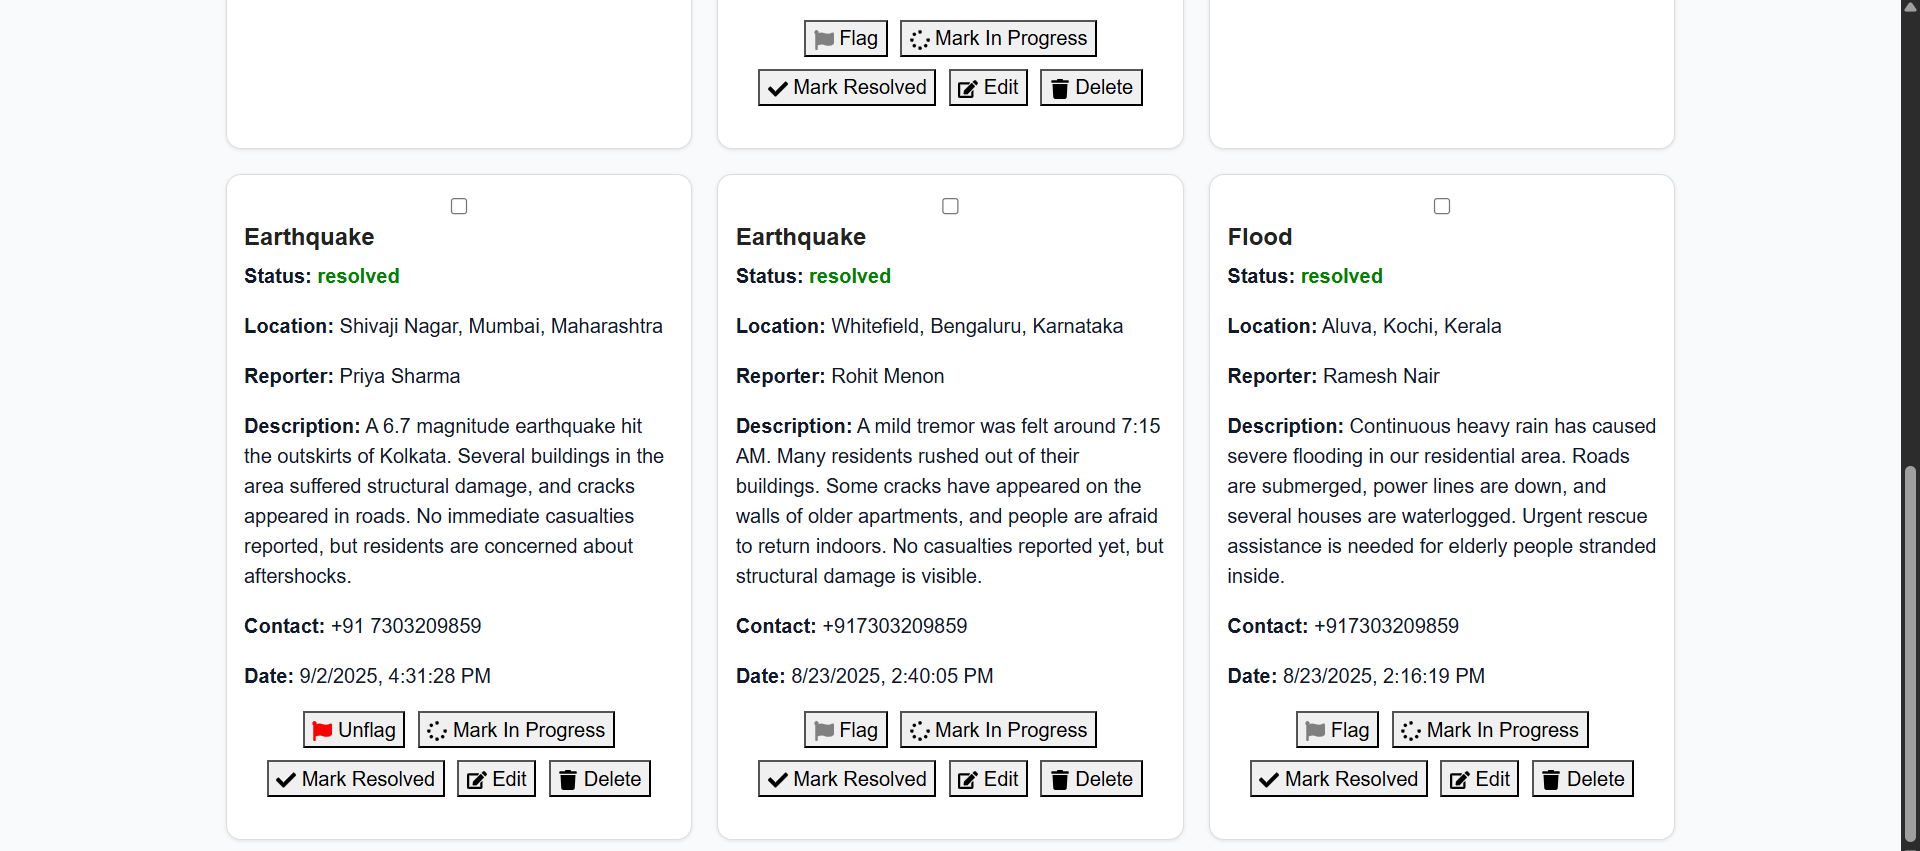 Flag Mark In Progress
Mark Resolved Edit Delete
Earthquake
Status: resolved
Location: Shivaji Nagar, Mumbai, Maharashtra
Reporter: Priya Sharma
Description: A 6.7 magnitude earthquake hit
the outskirts of Kolkata. Several buildings in the
area suffered structural damage, and cracks
appeared in roads. No immediate casualties
reported, but residents are concerned about
aftershocks.
Contact: +91 7303209859
Date: 9/2/2025, 4:31:28 PM
Unflag Mark In Progress
Mark Resolved Edit Delete
Earthquake
Status: resolved
Location: Whitefield, Bengaluru, Karnataka
Reporter: Rohit Menon
Description: A mild tremor was felt around 7:15
AM. Many residents rushed out of their
buildings. Some cracks have appeared on the
walls of older apartments, and people are afraid
to return indoors. No casualties reported yet, but
structural damage is visible.
Contact: +917303209859
Date: 8/23/2025, 2:40:05 PM
Flag Mark In Progress
Mark Resolved Edit Delete
Flood
Status: resolved
Location: Aluva, Kochi, Kerala
Reporter: Ramesh Nair
Description: Continuous heavy rain has caused
severe flooding in our residential area. Roads
are submerged, power lines are down, and
several houses are waterlogged. Urgent rescue
assistance is needed for elderly people stranded
inside.
Contact: +917303209859
Date: 8/23/2025, 2:16:19 PM
Flag Mark In Progress
Mark Resolved Edit Delete